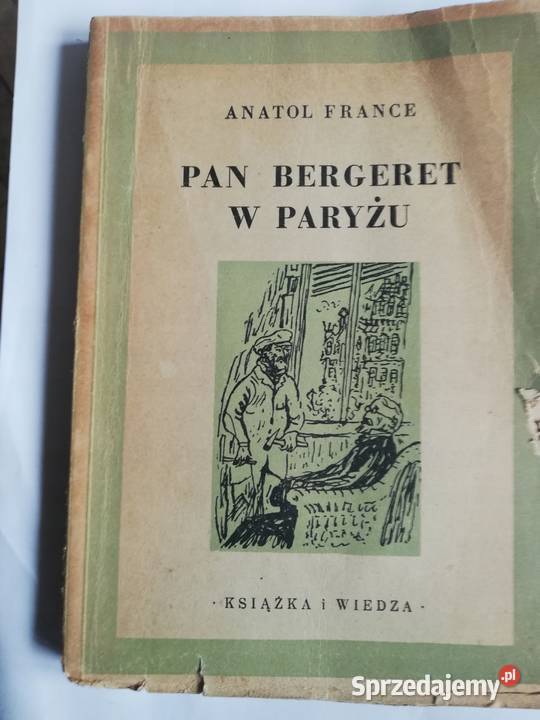 ANATOL FRANCE
PAN BERGERET
W PARYŻU
· KSIĄŻKA i WIEDZA ·
Sprzedajemy.pl